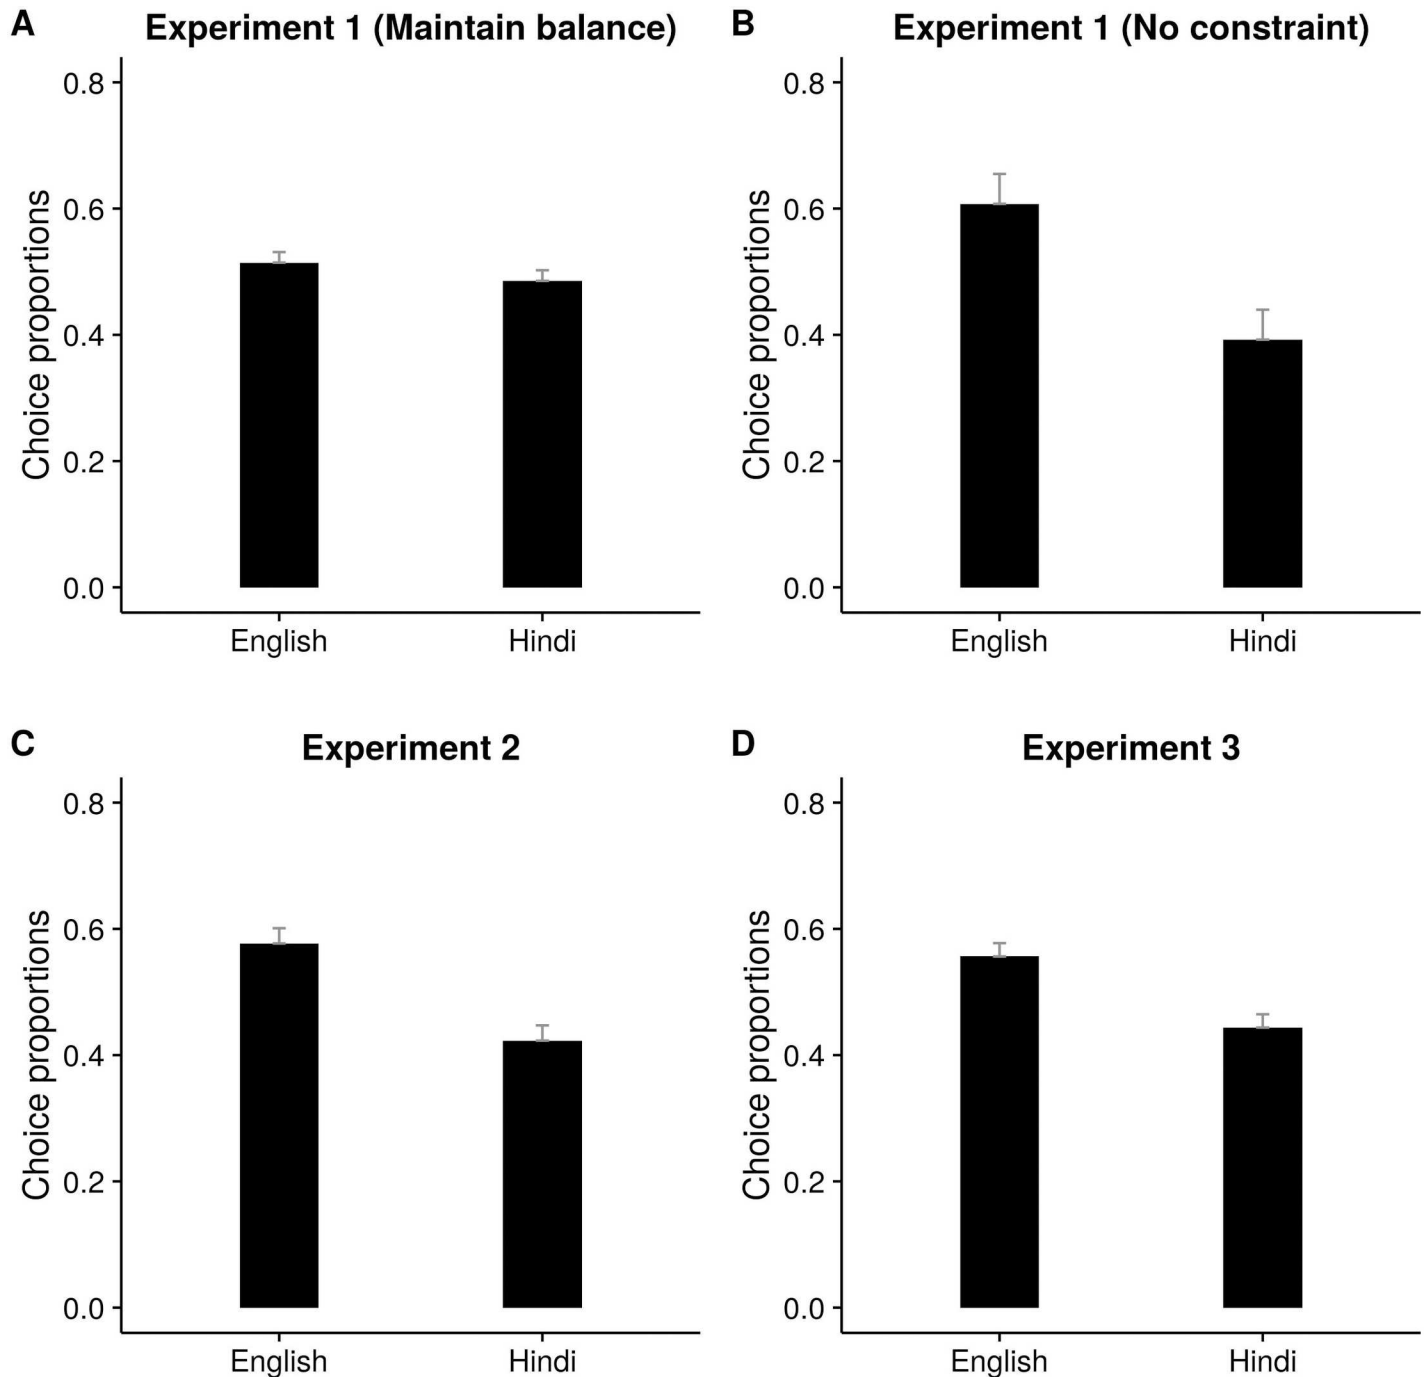 A
Experiment 1 (Maintain balance)
Choice proportions
0.8
0.6
0.4
0.2
0.0
English
Hindi
B
Experiment 1 (No constraint)
Choice proportions
0.8
0.6
0.4
0.2
0.0
English
Hindi
C
Experiment 2
Choice proportions
0.8
0.6
0.4
0.2
0.0
English
Hindi
D
Experiment 3
Choice proportions
0.8
0.6
0.4
0.2
0.0
English
Hindi